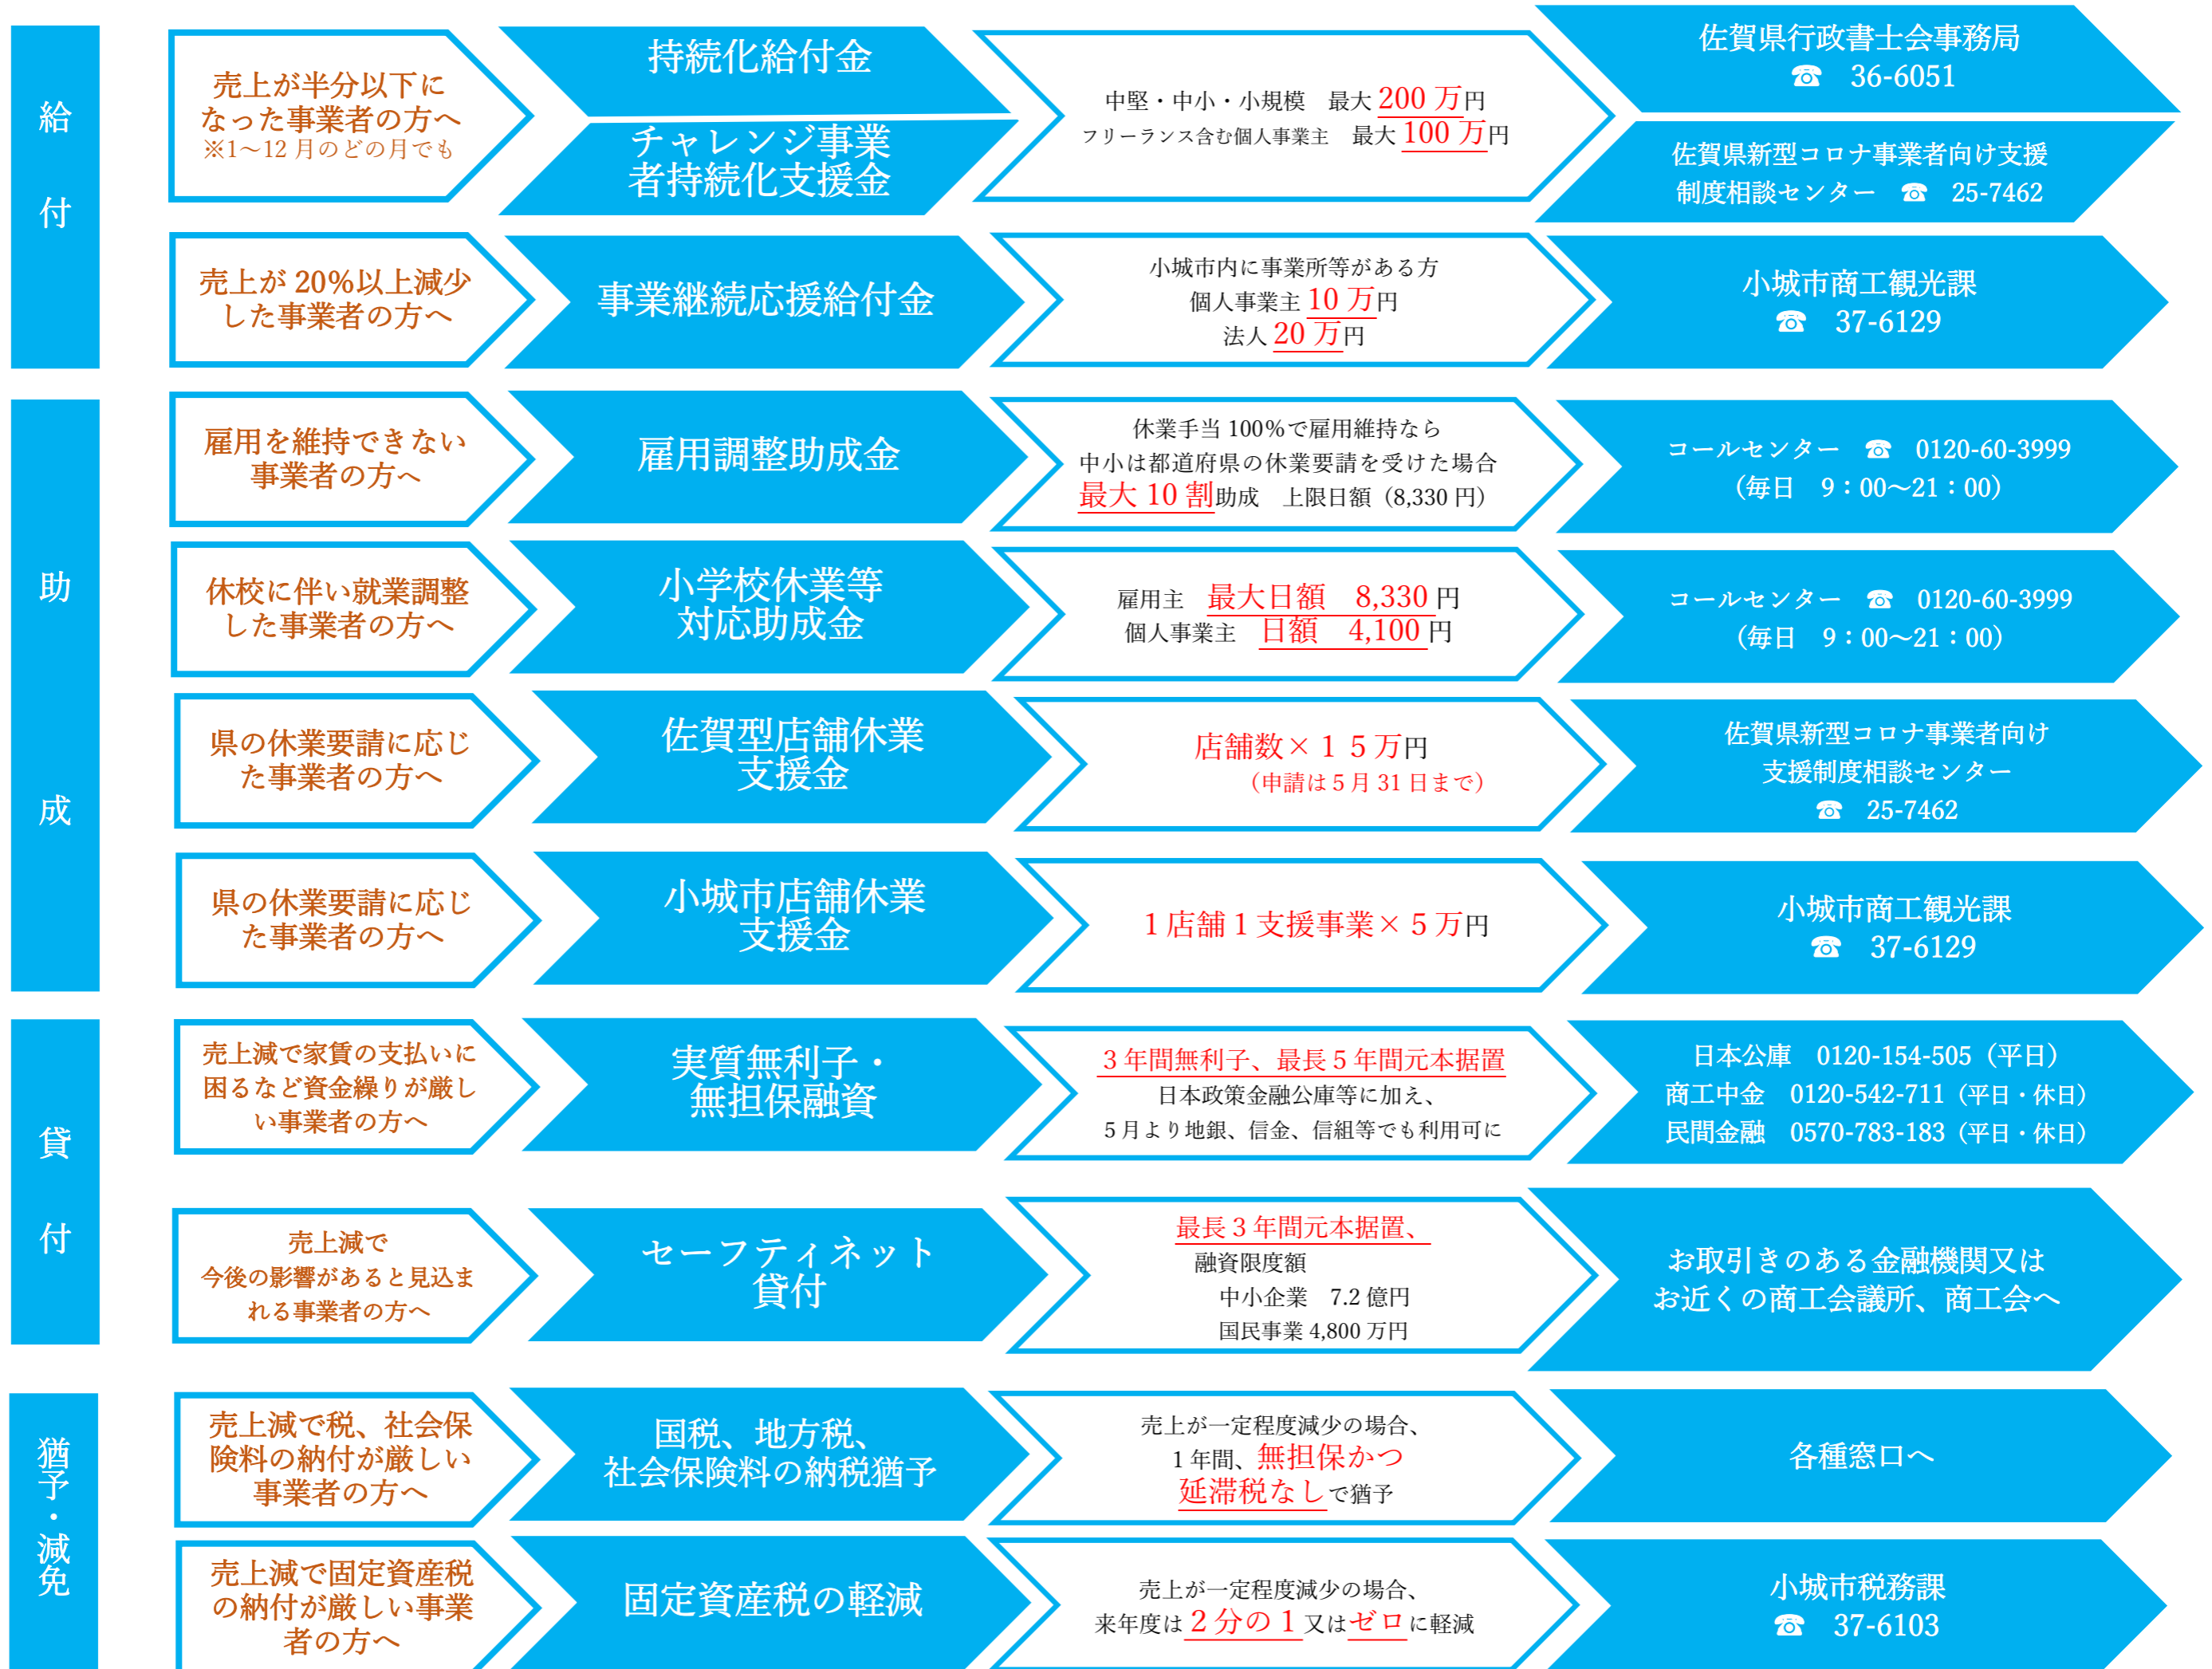 給付
売上が半分以下に
なった事業者の方へ
※1～12 月のどの月でも
持続化給付金
チャレンジ事業
者持続化支援金
中堅・中小・小規模　最大 200 万円
フリーランス含む個人事業主　最大 100 万円
佐賀県行政書士会事務局
☎　36-6051
佐賀県新型コロナ事業者向け支援
制度相談センター　☎　25-7462
売上が 20％以上減少
した事業者の方へ
事業継続応援給付金
小城市内に事業所等がある方
個人事業主 10 万円
法人 20 万円
小城市商工観光課
☎　37-6129
助成
雇用を維持できない
事業者の方へ
雇用調整助成金
休業手当 100％で雇用維持なら
中小は都道府県の休業要請を受けた場合
最大 10 割助成　上限日額（8,330 円）
コールセンター　☎　0120-60-3999
（毎日　9：00～21：00）
休校に伴い就業調整
した事業者の方へ
小学校休業等
対応助成金
雇用主　最大日額　8,330 円
個人事業主　日額　4,100 円
コールセンター　☎　0120-60-3999
（毎日　9：00～21：00）
県の休業要請に応じ
た事業者の方へ
佐賀型店舗休業
支援金
店舗数×１５万円
（申請は５月 31 日まで）
佐賀県新型コロナ事業者向け
支援制度相談センター
☎　25-7462
県の休業要請に応じ
た事業者の方へ
小城市店舗休業
支援金
１店舗１支援事業×５万円
小城市商工観光課
☎　37-6129
貸付
売上減で家賃の支払いに
困るなど資金繰りが厳し
い事業者の方へ
実質無利子・
無担保融資
３年間無利子、最長５年間元本据置
日本政策金融公庫等に加え、
５月より地銀、信金、信組等でも利用可に
日本公庫　0120-154-505（平日）
商工中金　0120-542-711（平日・休日）
民間金融　0570-783-183（平日・休日）
売上減で
今後の影響があると見込ま
れる事業者の方へ
セーフティネット
貸付
最長３年間元本据置、
融資限度額
中小企業　7.2 億円
国民事業 4,800 万円
お取引きのある金融機関又は
お近くの商工会議所、商工会へ
猶予・減免
売上減で税、社会保
険料の納付が厳しい
事業者の方へ
国税、地方税、
社会保険料の納税猶予
売上が一定程度減少の場合、
１年間、無担保かつ
延滞税なしで猶予
各種窓口へ
売上減で固定資産税
の納付が厳しい事業
者の方へ
固定資産税の軽減
売上が一定程度減少の場合、
来年度は２分の１又はゼロに軽減
小城市税務課
☎　37-6103